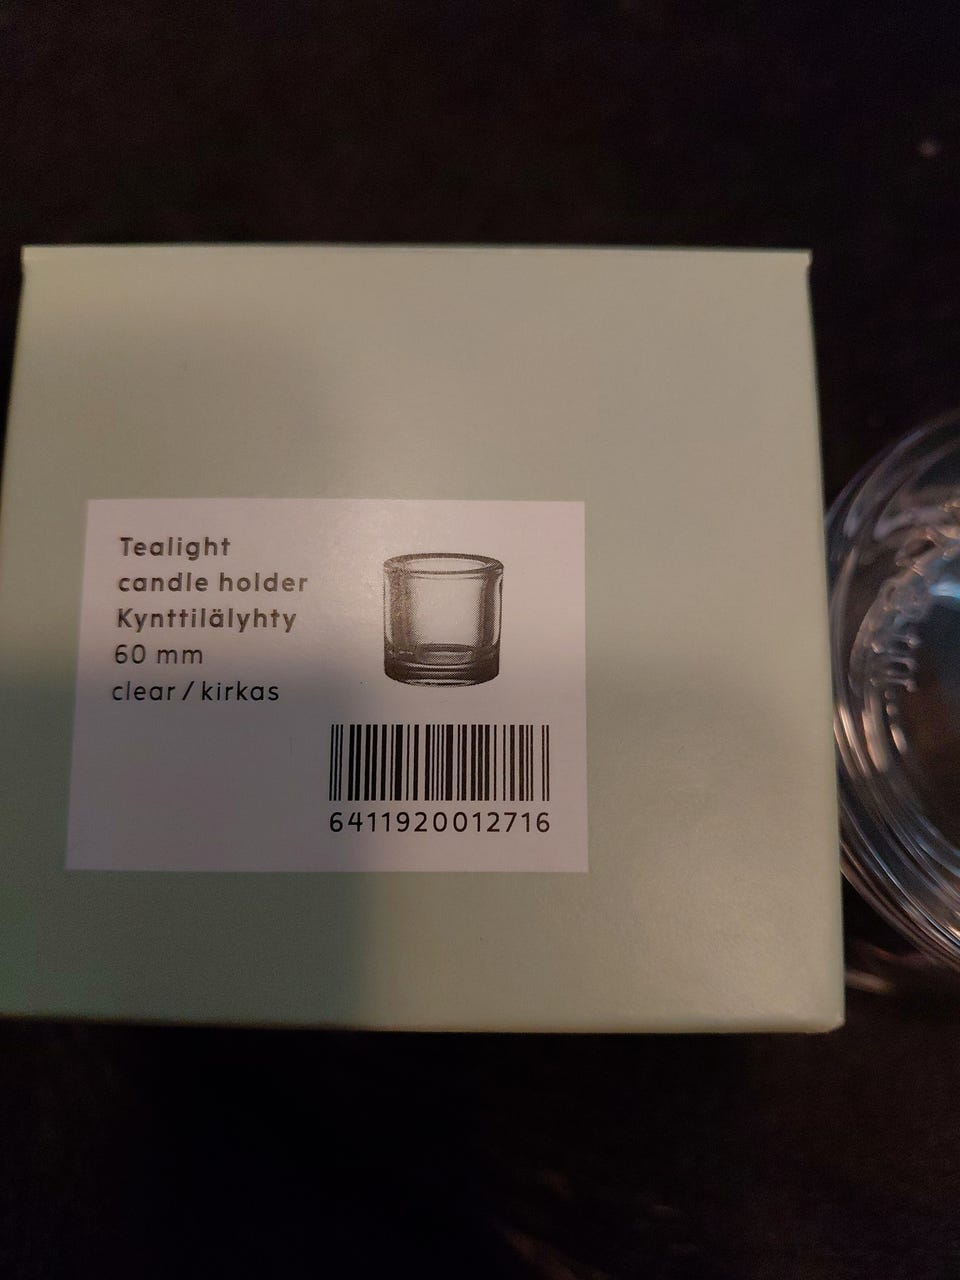 Tealight
candle holder
Kynttilälyhty
60 mm
clear / kirkas
6411920012716